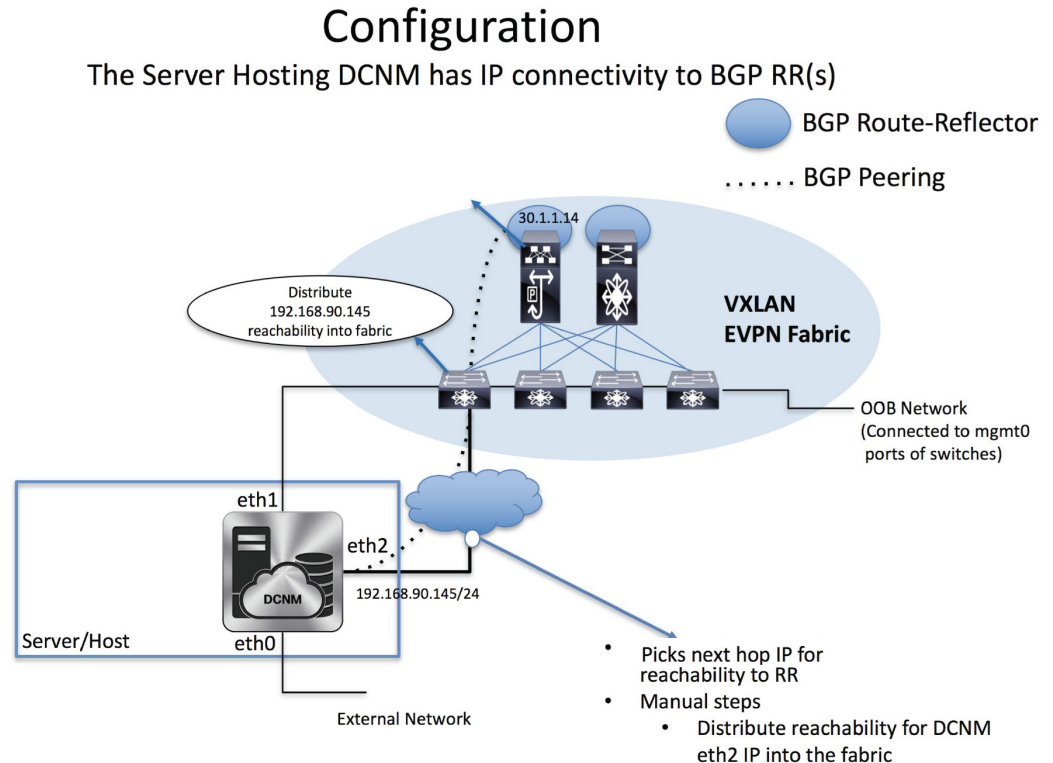 Configuration
The Server Hosting DCNM has IP connectivity to BGP RR(s)
BGP Route-Reflector
BGP Peering
30.1.1.14
Distribute
192.168.90.145
reachability into fabric
VXLAN
EVPN Fabric
P
OOB Network
(Connected to mgmt0
ports of switches)
eth1
eth2
DCNM
192.168.90.145/24
Server/Host
eth0
External Network
• Picks next hop IP for
reachability to RR
• Manual steps
• Distribute reachability for DCNM
eth2 IP into the fabric